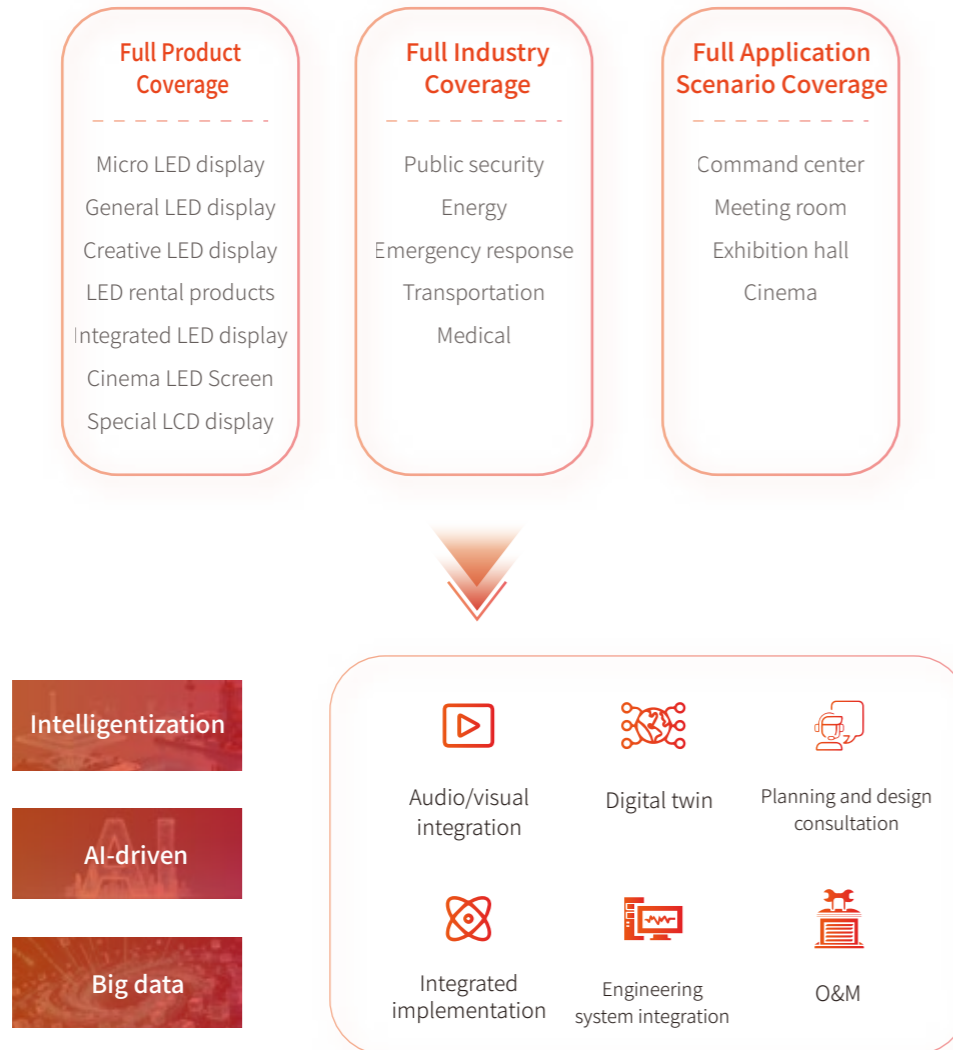 Full Product
Coverage
Micro LED display
General LED display
Creative LED display
LED rental products
Integrated LED display
Cinema LED Screen
Special LCD display
Full Industry
Coverage
Public security
Energy
Emergency response
Transportation
Medical
Full Application
Scenario Coverage
Command center
Meeting room
Exhibition hall
Cinema
Intelligentization
AI-driven
Big data
Audio/visual
integration
Digital twin
Planning and design
consultation
Integrated
implementation
Engineering
system integration
O&M